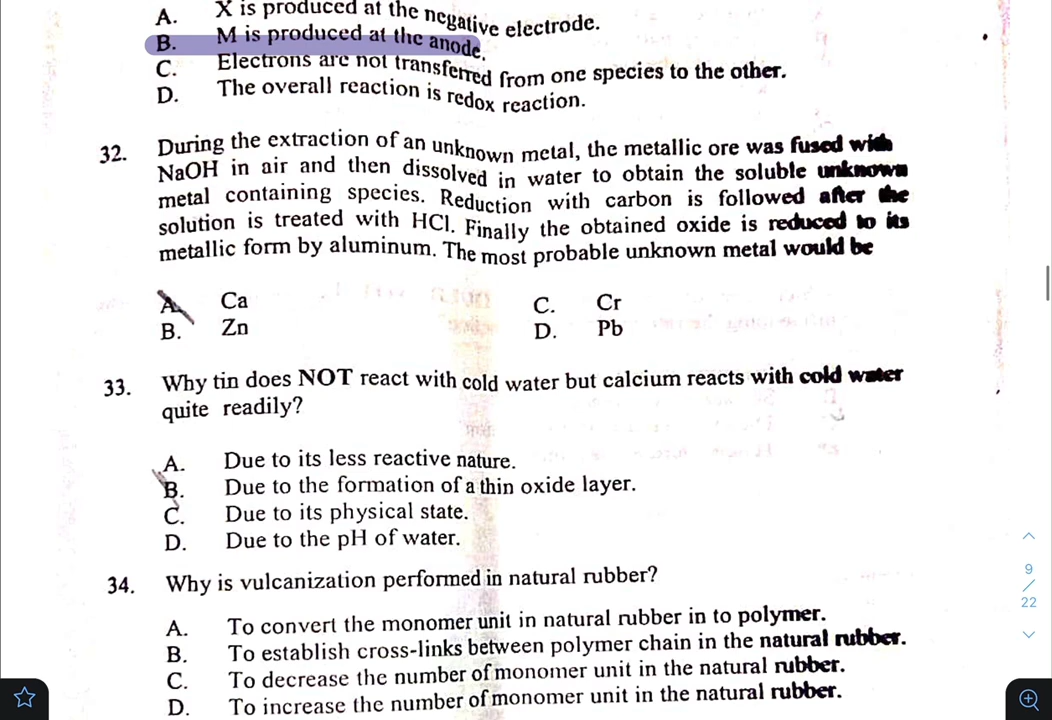 A. X is produced at the negative electrode.
B. M is produced at the anode.
C. Electrons are not transferred from one species to the other.
D. The overall reaction is redox reaction.
32. During the extraction of an unknown metal, the metallic ore was fused with
NaOH in air and then dissolved in water to obtain the soluble unknown
metal containing species. Reduction with carbon is followed after the
solution is treated with HCl. Finally the obtained oxide is reduced to its
metallic form by aluminum. The most probable unknown metal would be
A. Ca C. Cr
B. Zn D. Pb
33. Why tin does NOT react with cold water but calcium reacts with cold water
quite readily?
A. Due to its less reactive nature.
B. Due to the formation of a thin oxide layer.
C. Due to its physical state.
D. Due to the pH of water.
34. Why is vulcanization performed in natural rubber?
A. To convert the monomer unit in natural rubber in to polymer.
B. To establish cross-links between polymer chain in the natural rubber.
C. To decrease the number of monomer unit in the natural rubber.
D. To increase the number of monomer unit in the natural rubber.
9
/
22